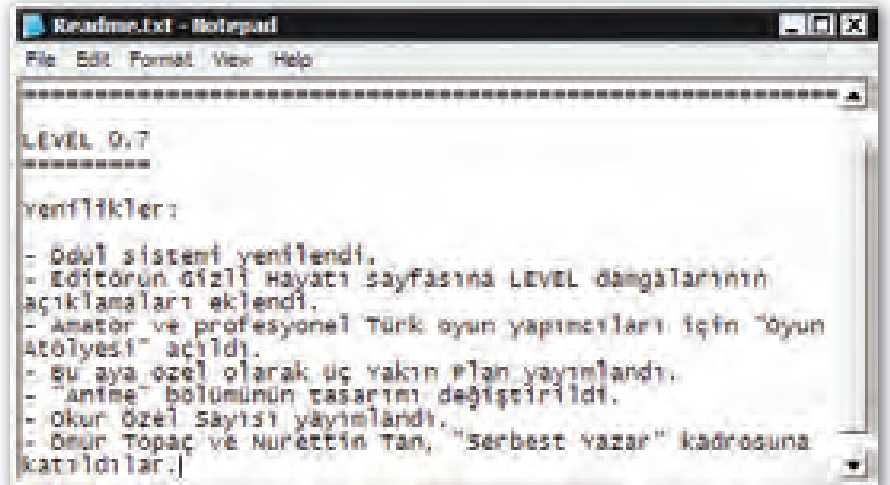 Readme.txt - Notepad
File Edit Format View Help
=========================================================
LEVEL 0.7
=========
Yenilikler:
- Ödül sistemi yenilendi.
- Editörün Gizli Hayatı sayfasına LEVEL damgalarının
açıklamaları eklendi.
- Amatör ve profesyonel Türk oyun yapımcıları için "Oyun
Atölyesi" açıldı.
- Bu aya özel olarak üç Yakın Plan yayımlandı.
- "Anime" bölümünün tasarımı değiştirildi.
- Okur Özel Sayısı yayımlandı.
- Ömür Topaç ve Nurettin Tan, "Serbest Yazar" kadrosuna
katıldılar.